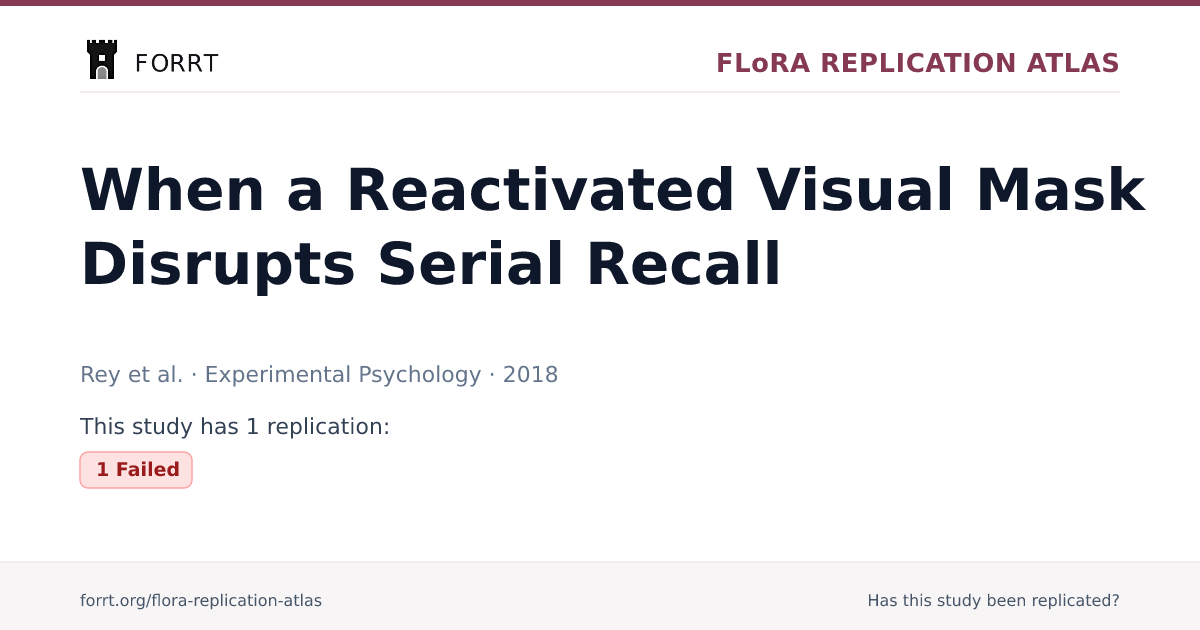 FORRT
FLoRA REPLICATION ATLAS
When a Reactivated Visual Mask
Disrupts Serial Recall
Rey et al. · Experimental Psychology · 2018
This study has 1 replication:
1 Failed
forrt.org/flora-replication-atlas
Has this study been replicated?